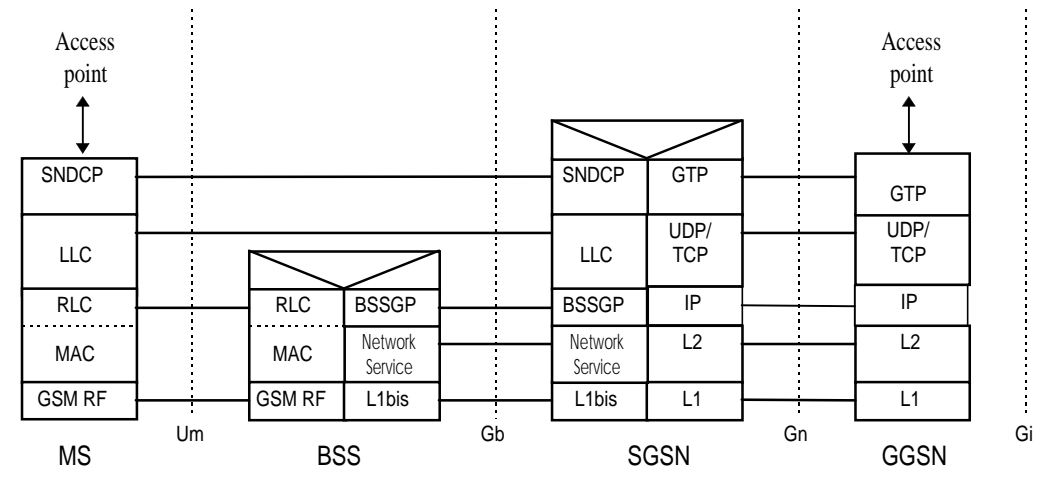 Access
point
Access
point
SNDCP
SNDCP
GTP
GTP
LLC
LLC
UDP/
TCP
UDP/
TCP
RLC
RLC
BSSGP
BSSGP
IP
IP
MAC
MAC
Network
Service
Network
Service
L2
L2
GSM RF
GSM RF
L1bis
L1bis
L1
L1
Um
Gb
Gn
Gi
MS
BSS
SGSN
GGSN